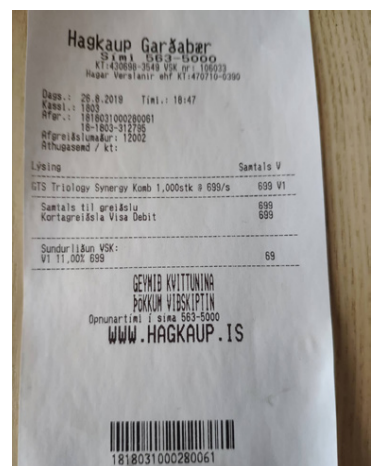 Hagkaup Garðabær
Sími 563-5000
KT:430698-3549 VSK nr: 106033
Hagar Verslanir ehf KT:470710-0390
Dags.: 26.8.2019 Tími.: 18:47
Kassi.: 1803
Afgr.: 1818031000280061
18-1803-312795
Afgreiðslumaður: 12002
Athugasemd / kt:
Lýsing Samtals V
GTS Triology Synergy Komb 1,000stk @ 699/s 699 V1
Samtals til greiðslu 699
Kortagreiðsla Visa Debit 699
Sundurliðun VSK:
V1 11,00% 699 69
GEYMIÐ KVITTUNINA
ÞÖKKUM VIÐSKIPTIN
Opnunartími í síma 563-5000
WWW.HAGKAUP.IS
1818031000280061